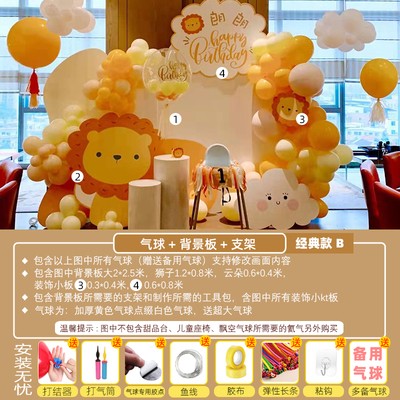 朗 朗
happy
Birthday
4
1
3
2
气球＋背景板＋支架 经典款 B
包含以上图中所有气球（赠送备用气球）支持修改画面内容
包含图中背景板大2*2.5米，狮子1.2*0.8米，云朵0.6*0.4米，
装饰小板3 0.3*0.4米，4 0.6*0.8米
包含背景板所需要的支架和制作所需的工具包，含图中所有装饰小kt板
气球为：加厚黄色气球点缀白色气球，送超大气球
温馨提示：图中不包含甜品台、儿童座椅、飘空气球所需的氦气另外购买
安装无忧
送 送 送 送 送 送 送 送
打结器 打气筒 气球专用胶点 鱼线 胶布 弹性长条 粘钩 多备气球
备用
气球